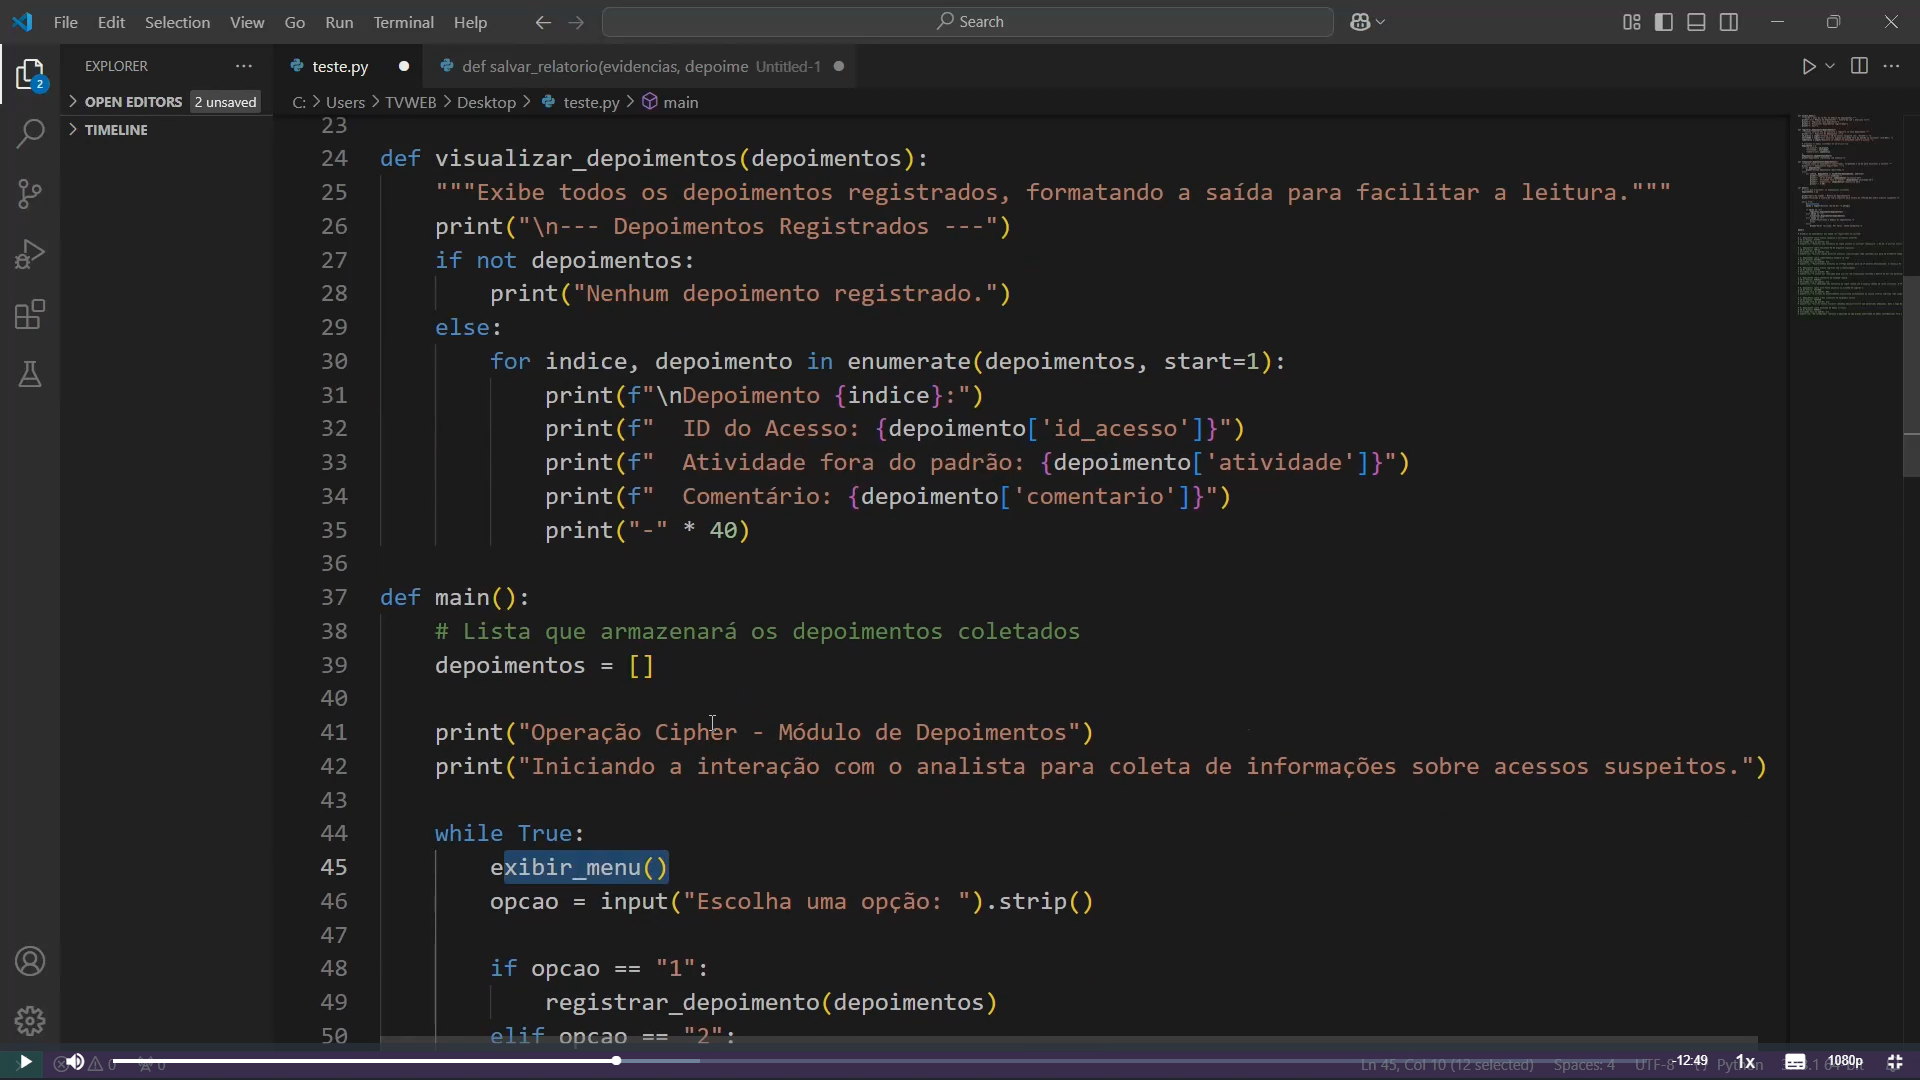 File Edit Selection View Go Run Terminal Help
Search
EXPLORER
2
OPEN EDITORS 2 unsaved
TIMELINE
teste.py
def salvar_relatorio(evidencias, depoime Untitled-1
C: > Users > TVWEB > Desktop > teste.py > main
23
24 def visualizar_depoimentos(depoimentos):
25 """Exibe todos os depoimentos registrados, formatando a saída para facilitar a leitura."""
26 print("\n--- Depoimentos Registrados ---")
27 if not depoimentos:
28 print("Nenhum depoimento registrado.")
29 else:
30 for indice, depoimento in enumerate(depoimentos, start=1):
31 print(f"\nDepoimento {indice}:")
32 print(f"  ID do Acesso: {depoimento['id_acesso']}")
33 print(f"  Atividade fora do padrão: {depoimento['atividade']}")
34 print(f"  Comentário: {depoimento['comentario']}")
35 print("-" * 40)
36
37 def main():
38 # Lista que armazenará os depoimentos coletados
39 depoimentos = []
40
41 print("Operação Cipher - Módulo de Depoimentos")
42 print("Iniciando a interação com o analista para coleta de informações sobre acessos suspeitos.")
43
44 while True:
45 exibir_menu()
46 opcao = input("Escolha uma opção: ").strip()
47
48 if opcao == "1":
49 registrar_depoimento(depoimentos)
50 elif opcao == "2":
0 0
Ln 45, Col 10 (12 selected) Spaces: 4 UTF-8
-12:49 1x 1080p